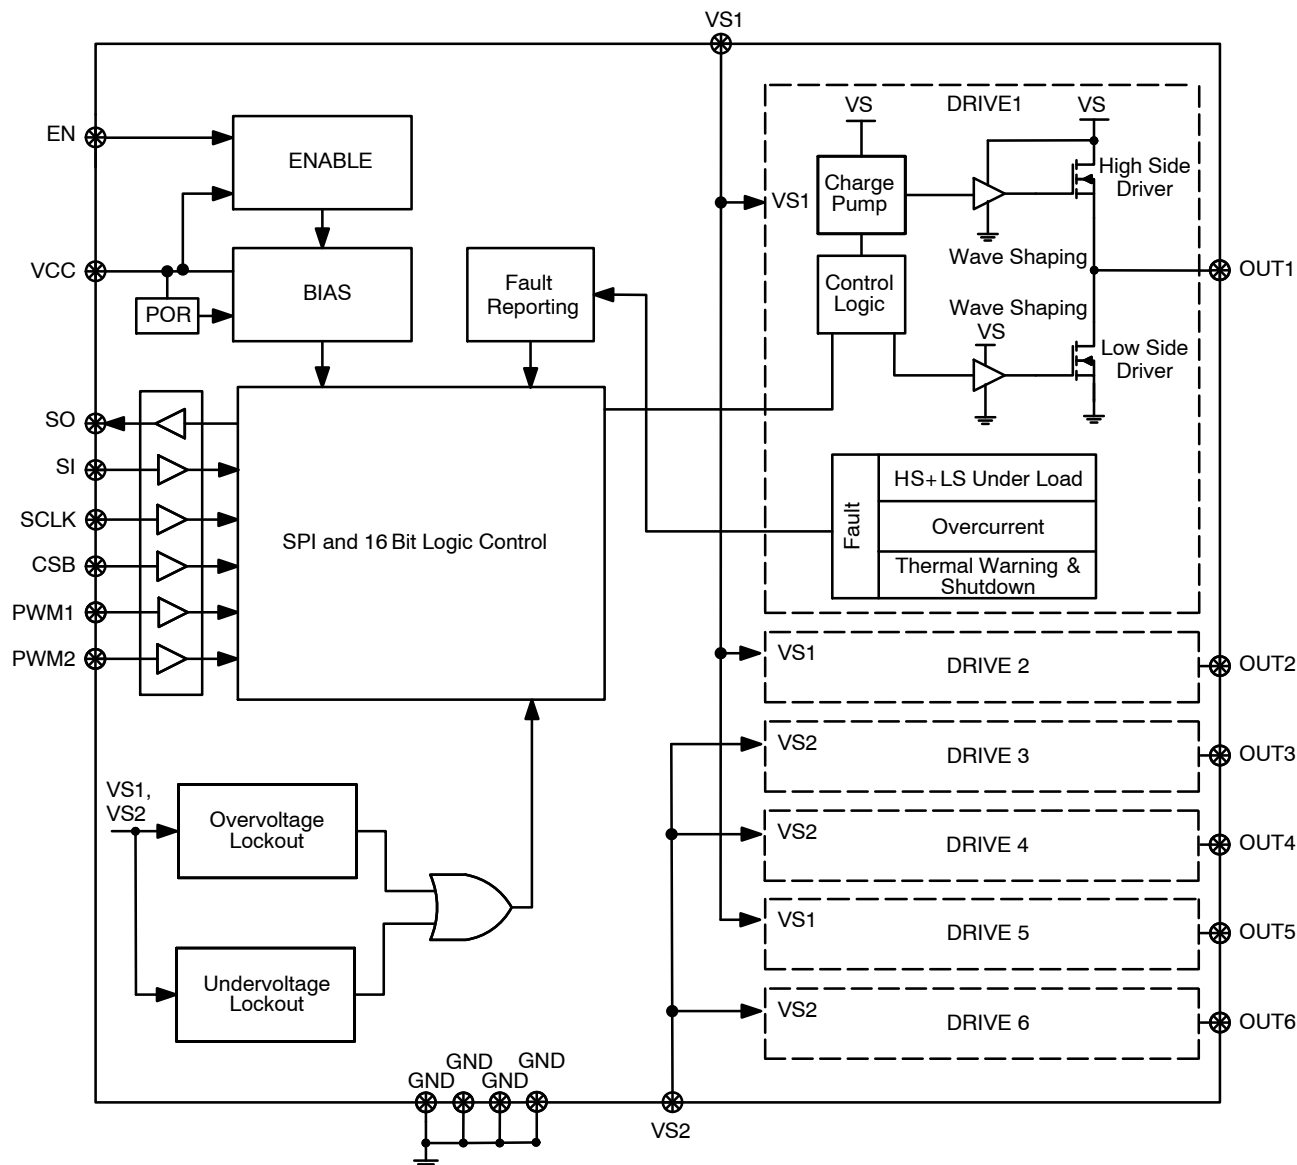 VS1
EN
ENABLE
VCC
BIAS
POR
Fault
Reporting
SO
SI
SCLK
CSB
PWM1
PWM2
SPI and 16 Bit Logic Control
VS1,
VS2
Overvoltage
Lockout
Undervoltage
Lockout
GND
GND
GND
GND
VS2
DRIVE1
VS
VS
VS1
Charge
Pump
High Side
Driver
Wave Shaping
OUT1
Control
Logic
Wave Shaping
VS
Low Side
Driver
Fault
HS+LS Under Load
Overcurrent
Thermal Warning &
Shutdown
VS1
DRIVE 2
OUT2
VS2
DRIVE 3
OUT3
VS2
DRIVE 4
OUT4
VS1
DRIVE 5
OUT5
VS2
DRIVE 6
OUT6